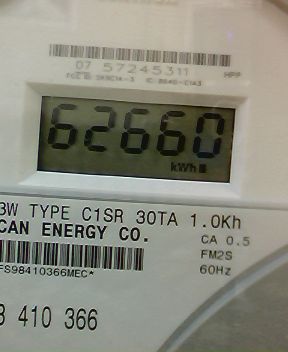 07 57245311
HPP
62660
kWh
3W TYPE C1SR 30TA 1.0Kh
CAN ENERGY CO.
CA 0.5
FM2S
60Hz
FS98410366MEC*
8 410 366